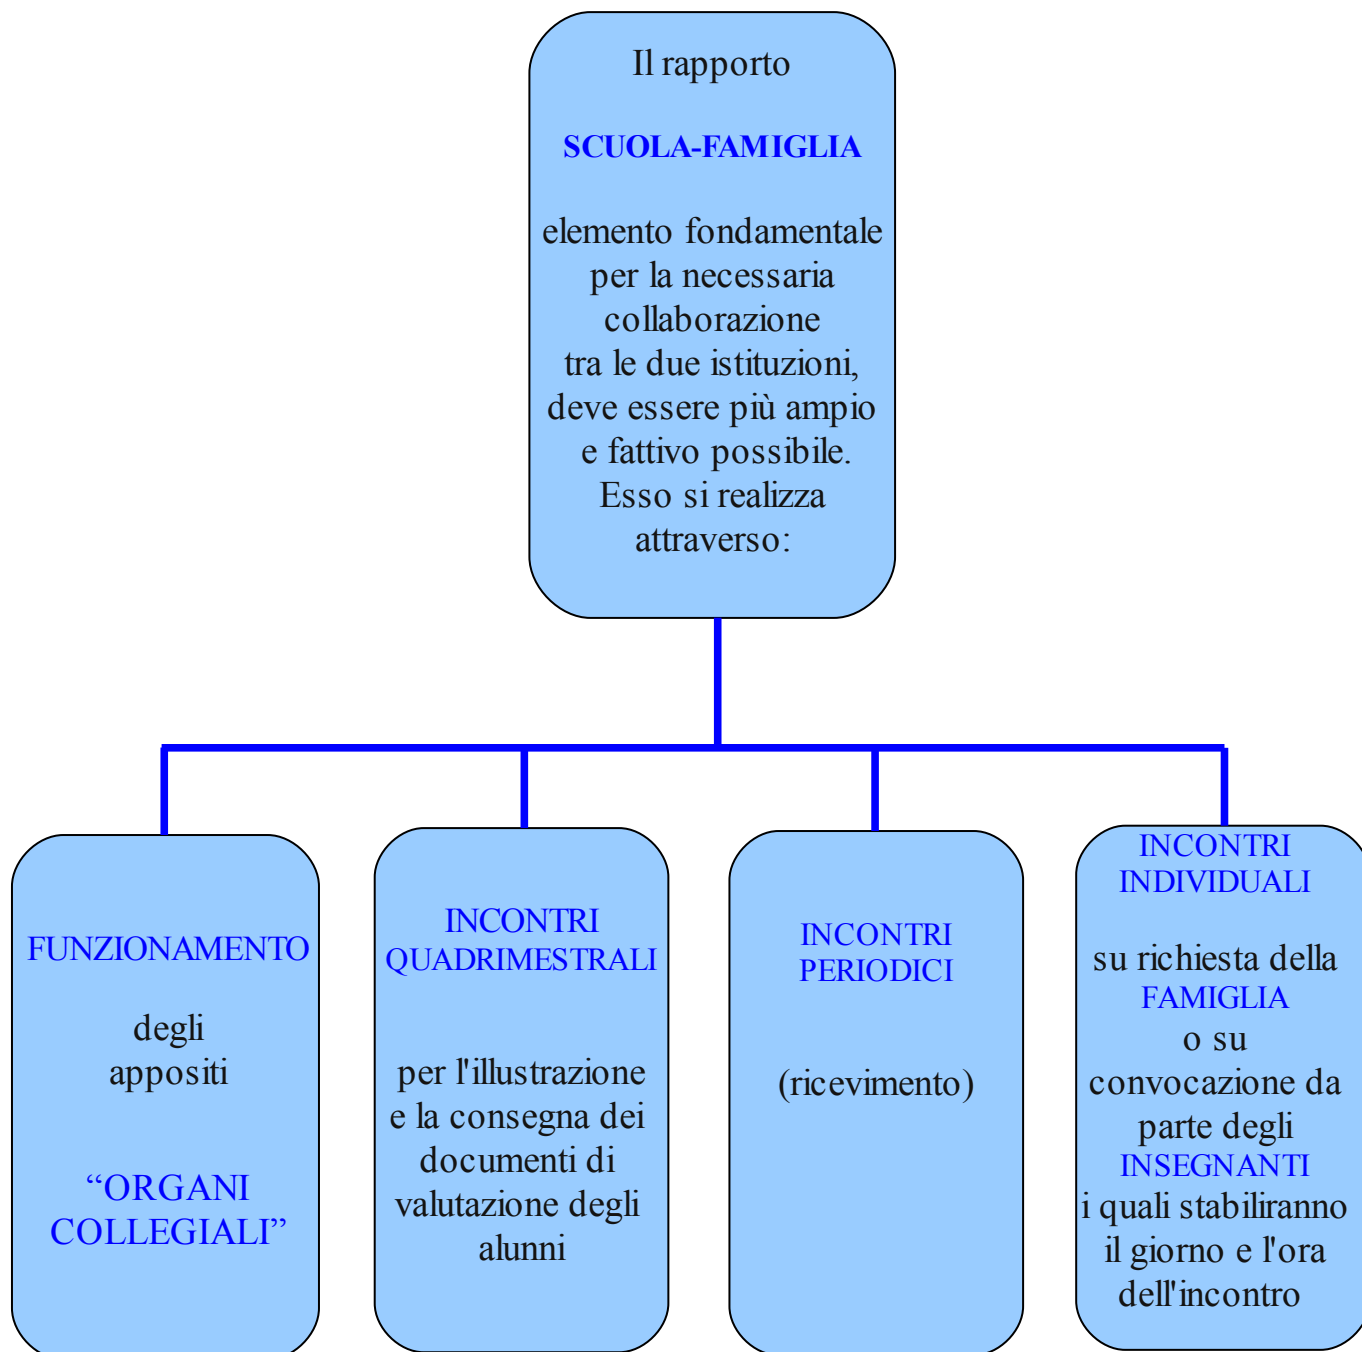 Il rapporto
SCUOLA-FAMIGLIA
elemento fondamentale
per la necessaria
collaborazione
tra le due istituzioni,
deve essere più ampio
e fattivo possibile.
Esso si realizza
attraverso:
FUNZIONAMENTO
degli
appositi
“ORGANI
COLLEGIALI”
INCONTRI
QUADRIMESTRALI
per l'illustrazione
e la consegna dei
documenti di
valutazione degli
alunni
INCONTRI
PERIODICI
(ricevimento)
INCONTRI
INDIVIDUALI
su richiesta della
FAMIGLIA
o su
convocazione da
parte degli
INSEGNANTI
i quali stabiliranno
il giorno e l'ora
dell'incontro